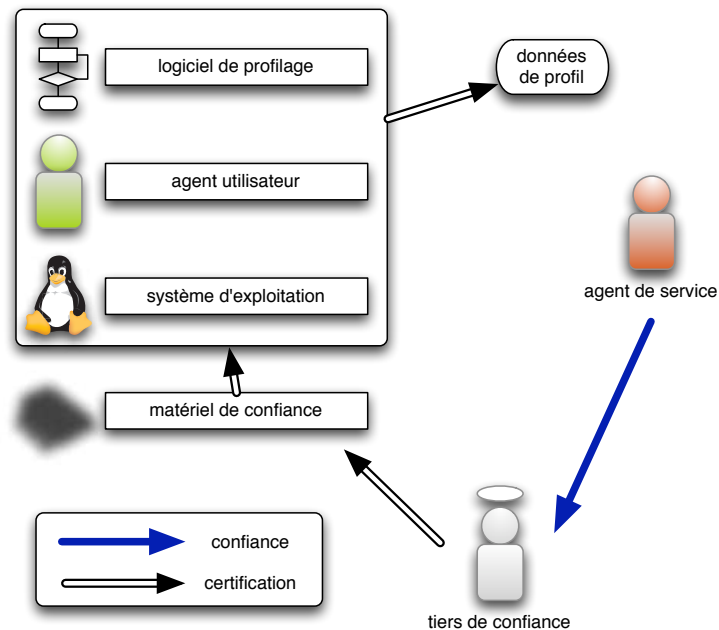 logiciel de profilage
données
de profil
agent utilisateur
agent de service
système d'exploitation
matériel de confiance
confiance
certification
tiers de confiance